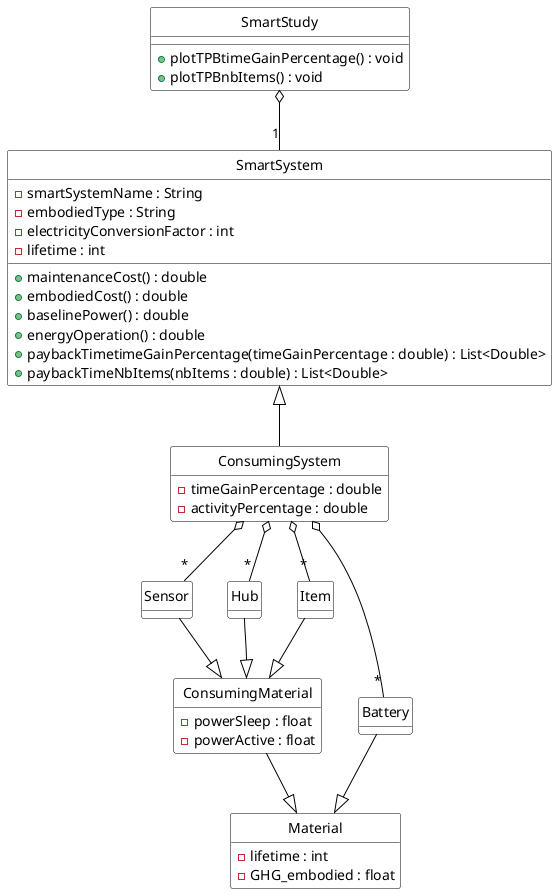 SmartStudy
plotTPBtimeGainPercentage() : void
plotTPBnbItems() : void
1
SmartSystem
smartSystemName : String
embodiedType : String
electricityConversionFactor : int
lifetime : int
maintenanceCost() : double
embodiedCost() : double
baselinePower() : double
energyOperation() : double
paybackTimetimeGainPercentage(timeGainPercentage : double) : List<Double>
paybackTimeNbItems(nbItems : double) : List<Double>
ConsumingSystem
timeGainPercentage : double
activityPercentage : double
* * *
Sensor Hub Item
*
ConsumingMaterial
powerSleep : float
powerActive : float
Battery
Material
lifetime : int
GHG_embodied : float